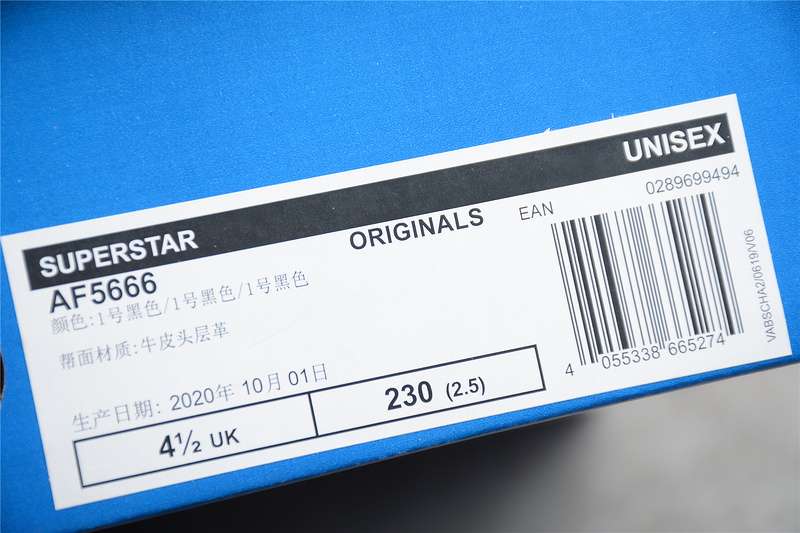 SUPERSTAR
UNISEX
AF5666
ORIGINALS
EAN
0289699494
颜色:1号黑色/1号黑色/1号黑色
帮面材质:牛皮头层革
生产日期: 2020年 10月 01日
4½ UK
230 (2.5)
4 055338 665274
VABSCHA2/0619/V06